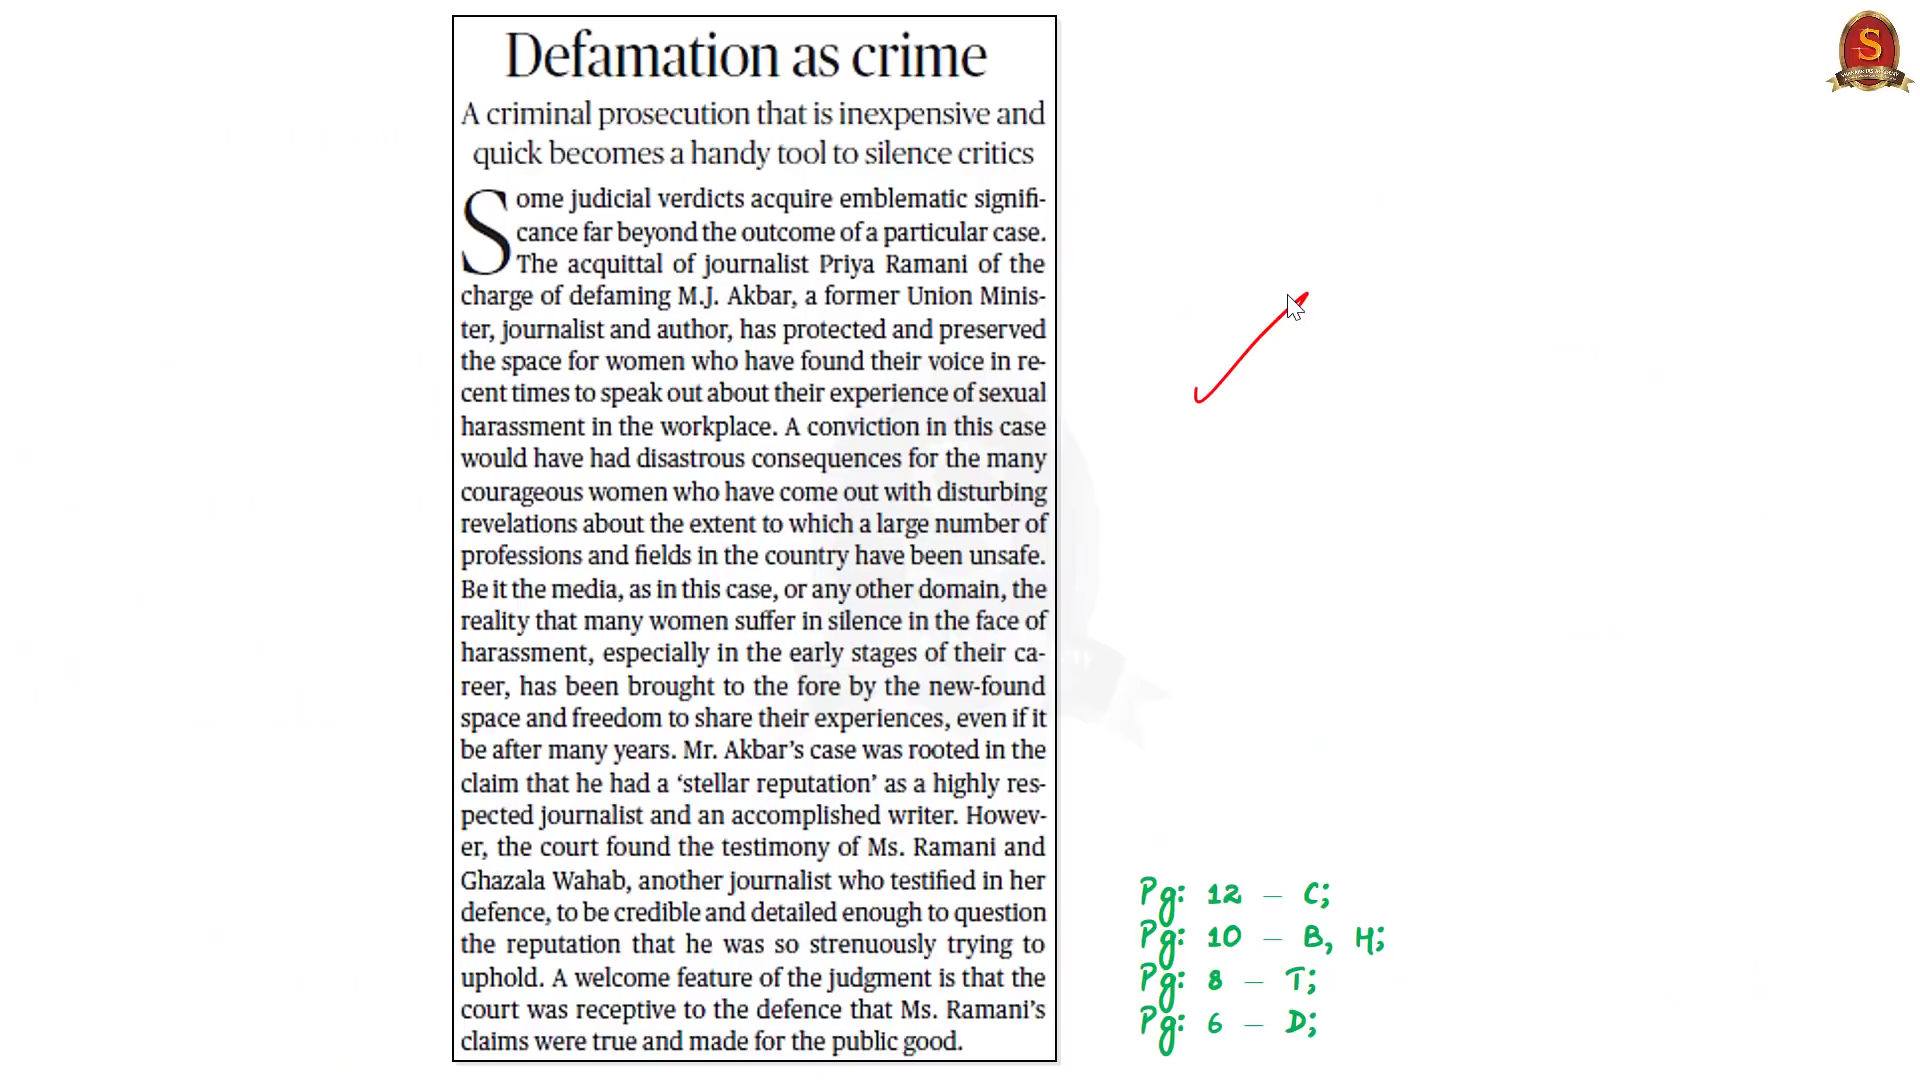 Defamation as crime
A criminal prosecution that is inexpensive and
quick becomes a handy tool to silence critics
Some judicial verdicts acquire emblematic signifi-
cance far beyond the outcome of a particular case.
The acquittal of journalist Priya Ramani of the
charge of defaming M.J. Akbar, a former Union Minis-
ter, journalist and author, has protected and preserved
the space for women who have found their voice in re-
cent times to speak out about their experience of sexual
harassment in the workplace. A conviction in this case
would have had disastrous consequences for the many
courageous women who have come out with disturbing
revelations about the extent to which a large number of
professions and fields in the country have been unsafe.
Be it the media, as in this case, or any other domain, the
reality that many women suffer in silence in the face of
harassment, especially in the early stages of their ca-
reer, has been brought to the fore by the new-found
space and freedom to share their experiences, even if it
be after many years. Mr. Akbar's case was rooted in the
claim that he had a 'stellar reputation' as a highly res-
pected journalist and an accomplished writer. Howev-
er, the court found the testimony of Ms. Ramani and
Ghazala Wahab, another journalist who testified in her
defence, to be credible and detailed enough to question
the reputation that he was so strenuously trying to
uphold. A welcome feature of the judgment is that the
court was receptive to the defence that Ms. Ramani's
claims were true and made for the public good.
Pg: 12 – C;
Pg: 10 – B, H;
Pg: 8 – T;
Pg: 6 – D;
S